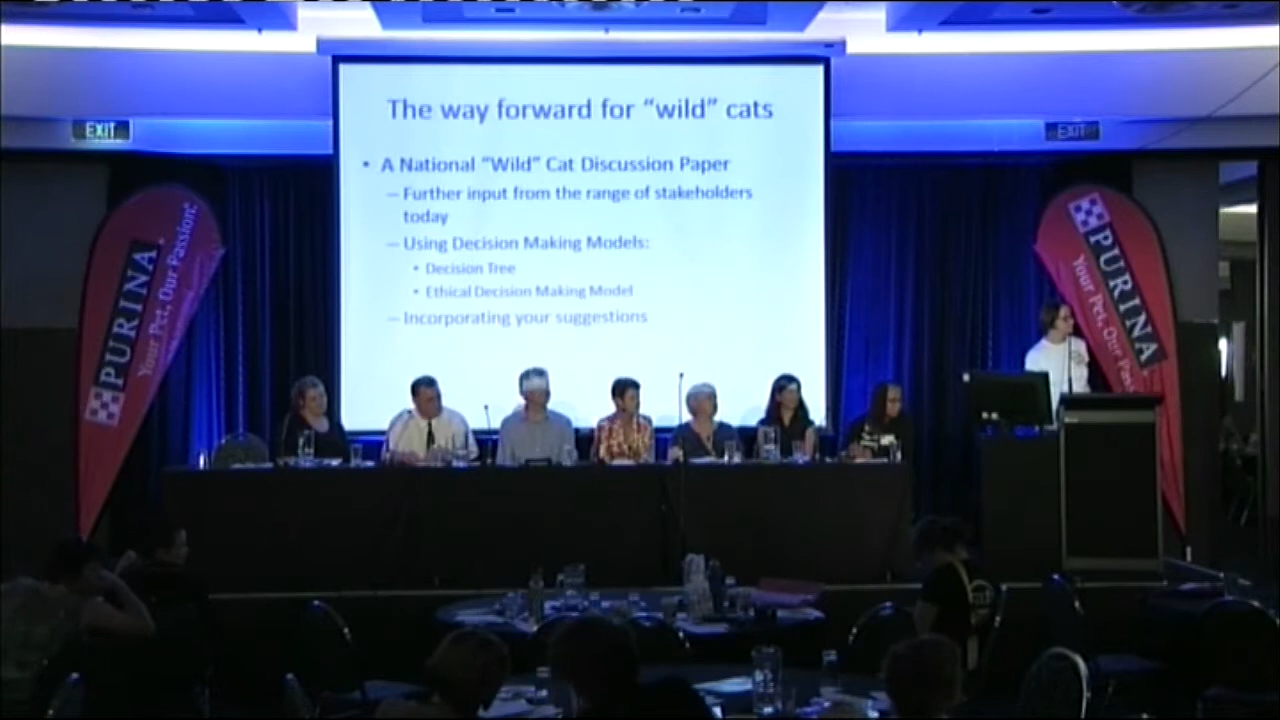 The way forward for “wild” cats
EXIT
EXIT
• A National “Wild” Cat Discussion Paper
– Further input from the range of stakeholders
today
– Using Decision Making Models:
• Decision Tree
• Ethical Decision Making Model
– Incorporating your suggestions
PURINA
Your Pet, Our Passion.
PURINA
Your Pet, Our Pas